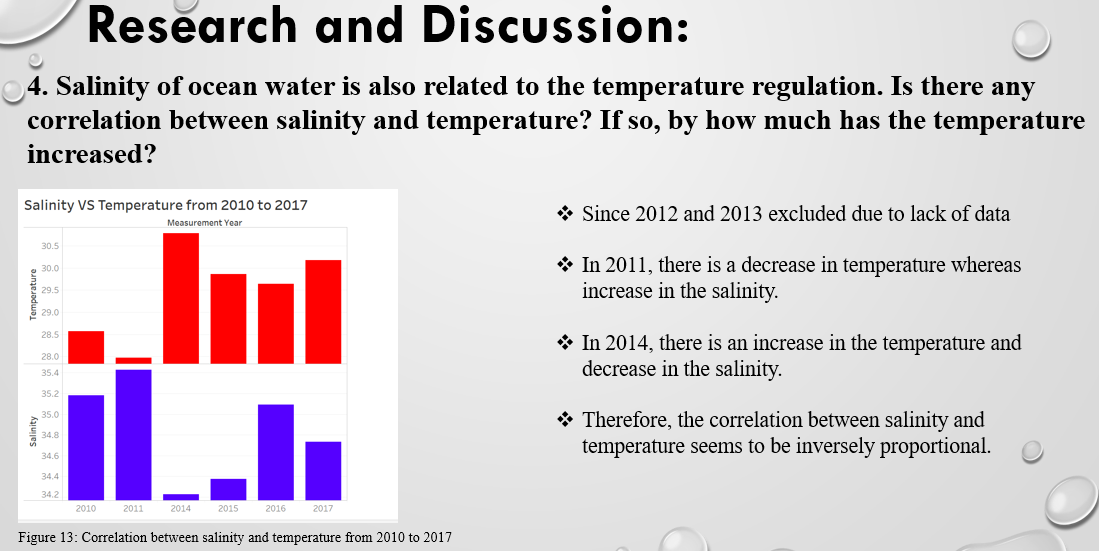 Research and Discussion:
4. Salinity of ocean water is also related to the temperature regulation. Is there any
correlation between salinity and temperature? If so, by how much has the temperature
increased?
Salinity VS Temperature from 2010 to 2017
Measurement Year
Temperature
30.5
30.0
29.5
29.0
28.5
28.0
Salinity
35.4
35.2
35.0
34.8
34.6
34.4
34.2
2010 2011 2014 2015 2016 2017
Figure 13: Correlation between salinity and temperature from 2010 to 2017
❖ Since 2012 and 2013 excluded due to lack of data
❖ In 2011, there is a decrease in temperature whereas
increase in the salinity.
❖ In 2014, there is an increase in the temperature and
decrease in the salinity.
❖ Therefore, the correlation between salinity and
temperature seems to be inversely proportional.